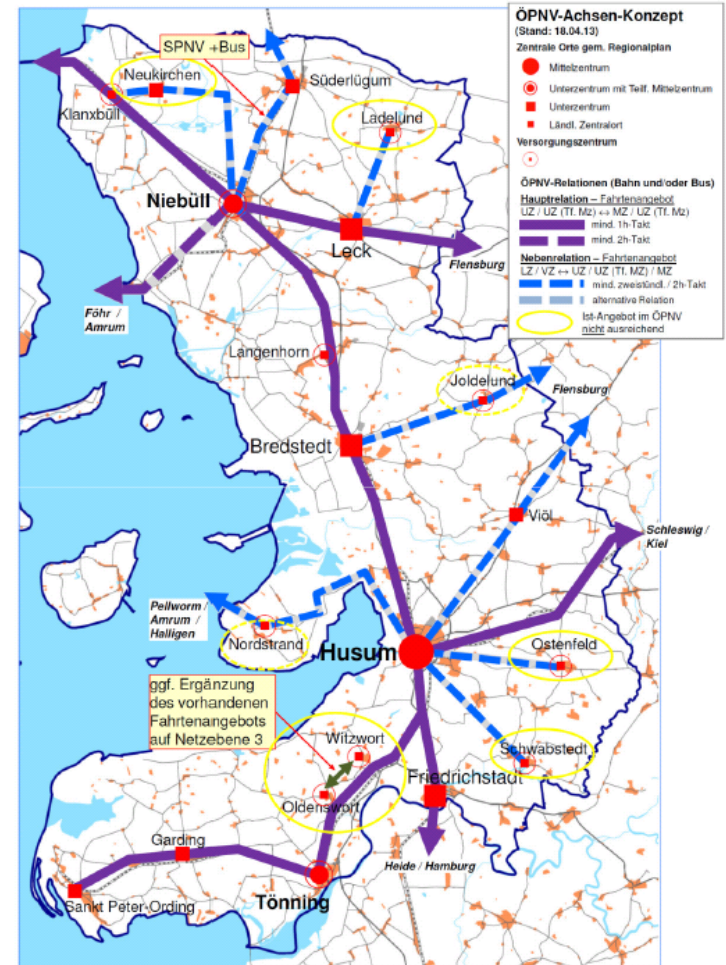 ÖPNV-Achsen-Konzept
(Stand: 18.04.13)
Zentrale Orte gem. Regionalplan
Mittelzentrum
Unterzentrum mit Teilf. Mittelzentrum
Unterzentrum
Ländl. Zentralort
Versorgungszentrum
ÖPNV-Relationen (Bahn und/oder Bus)
Hauptrelation – Fahrtenangebot
UZ / UZ (Tf. Mz) ↔ MZ / UZ (Tf. Mz)
mind. 1h-Takt
mind. 2h-Takt
Nebenrelation – Fahrtenangebot
LZ / VZ ↔ UZ / UZ (Tf. MZ) / MZ
mind. zweistündl. / 2h-Takt
alternative Relation
Ist-Angebot im ÖPNV
nicht ausreichend
SPNV +Bus
Neukirchen
Süderlügum
Klanxbüll
Ladelund
Niebüll
Leck
Flensburg
Föhr /
Amrum
Langenhorn
Joldelund
Flensburg
Bredstedt
Viöl
Schleswig /
Kiel
Pellworm /
Amrum /
Halligen
Nordstrand
Husum
Ostenfeld
ggf. Ergänzung
des vorhandenen
Fahrtenangebots
auf Netzebene 3
Witzwort
Schwabstedt
Oldenswort
Friedrichstadt
Garding
Heide / Hamburg
Sankt Peter-Ording
Tönning